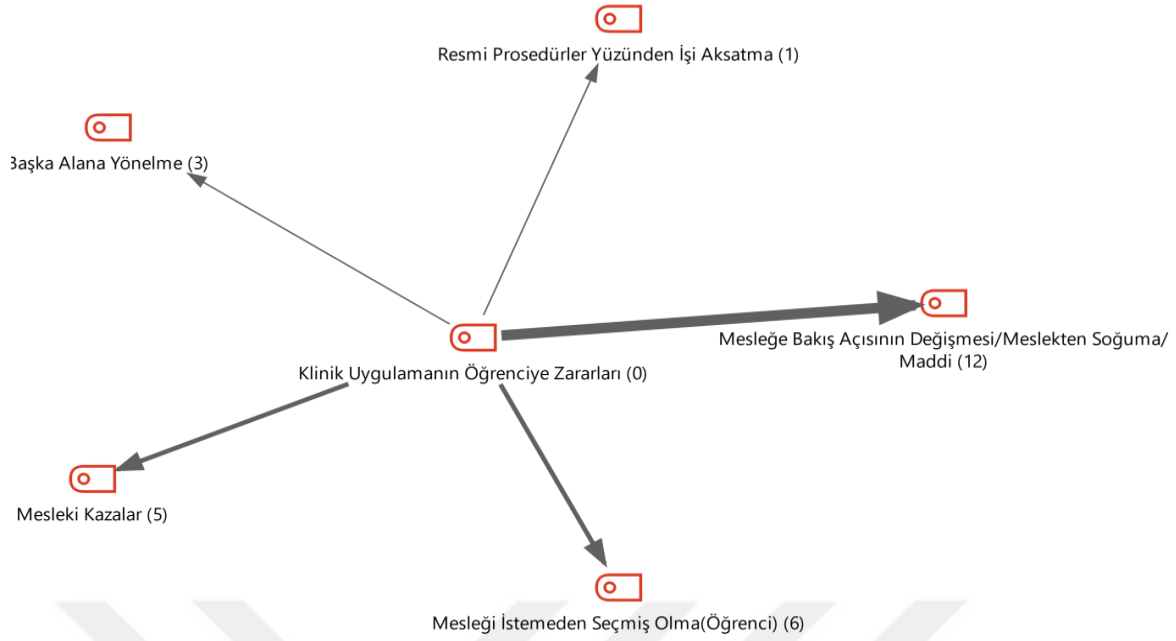 Resmi Prosedürler Yüzünden İşi Aksatma (1)
Başka Alana Yönelme (3)
Mesleğe Bakış Açısının Değişmesi/Meslekten Soğuma/
Maddi (12)
Klinik Uygulamanın Öğrenciye Zararları (0)
Mesleki Kazalar (5)
Mesleği İstemeden Seçmiş Olma(Öğrenci) (6)